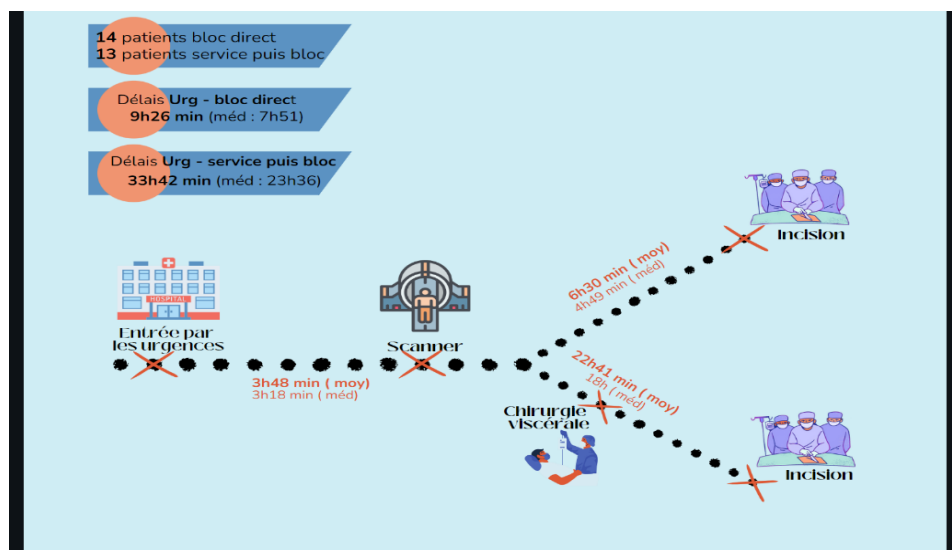 14 patients bloc direct
13 patients service puis bloc
Délais Urg - bloc direct
9h26 min (méd : 7h51)
Délais Urg - service puis bloc
33h42 min (méd : 23h36)
Incision
6h30 min ( moy)
4h49 min ( méd)
HOSPITAL
Entrée par
les urgences
Scanner
3h48 min ( moy)
3h18 min ( méd)
22h41 min ( moy)
18h ( méd)
Chirurgie
viscérale
Incision